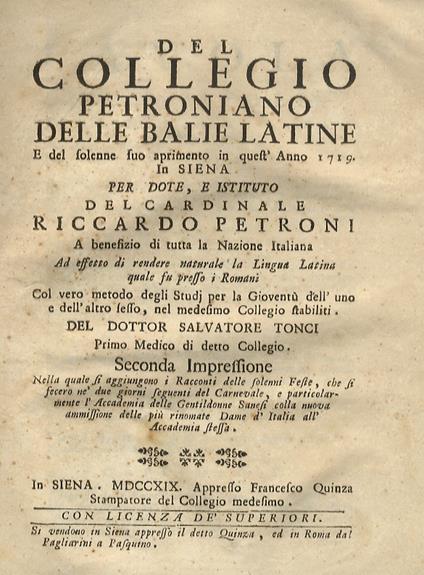 DEL
COLLEGIO
PETRONIANO
DELLE BALIE LATINE
E del ſolenne ſuo aprimento in queſt' Anno 1719.
In SIENA
PER DOTE, E ISTITUTO
DEL CARDINALE
RICCARDO PETRONI
A benefizio di tutta la Nazione Italiana
Ad effetto di rendere naturale la Lingua Latina
quale fu preſſo i Romani
Col vero metodo degli Studj per la Gioventù dell' uno
e dell' altro ſeſſo, nel medeſimo Collegio ſtabiliti.
DEL DOTTOR SALVATORE TONCI
Primo Medico di detto Collegio.
Seconda Impreſſione
Nella quale ſi aggiungono i Racconti delle ſolenni Feſte, che ſi
fecero ne' due giorni ſeguenti del Carnevale, e particolar-
mente l' Accademia delle Gentildonne Saneſi colla nuova
ammiſſione delle più rinomate Dame d' Italia all'
Accademia ſteſſa.
In SIENA. MDCCXIX. Appreſſo Franceſco Quinza
Stampatore del Collegio medeſimo.
CON LICENZA DE' SUPERIORI.
Si vendono in Siena appreſſo il detto Quinza, ed in Roma dal
Pagliarini a Paſquino.